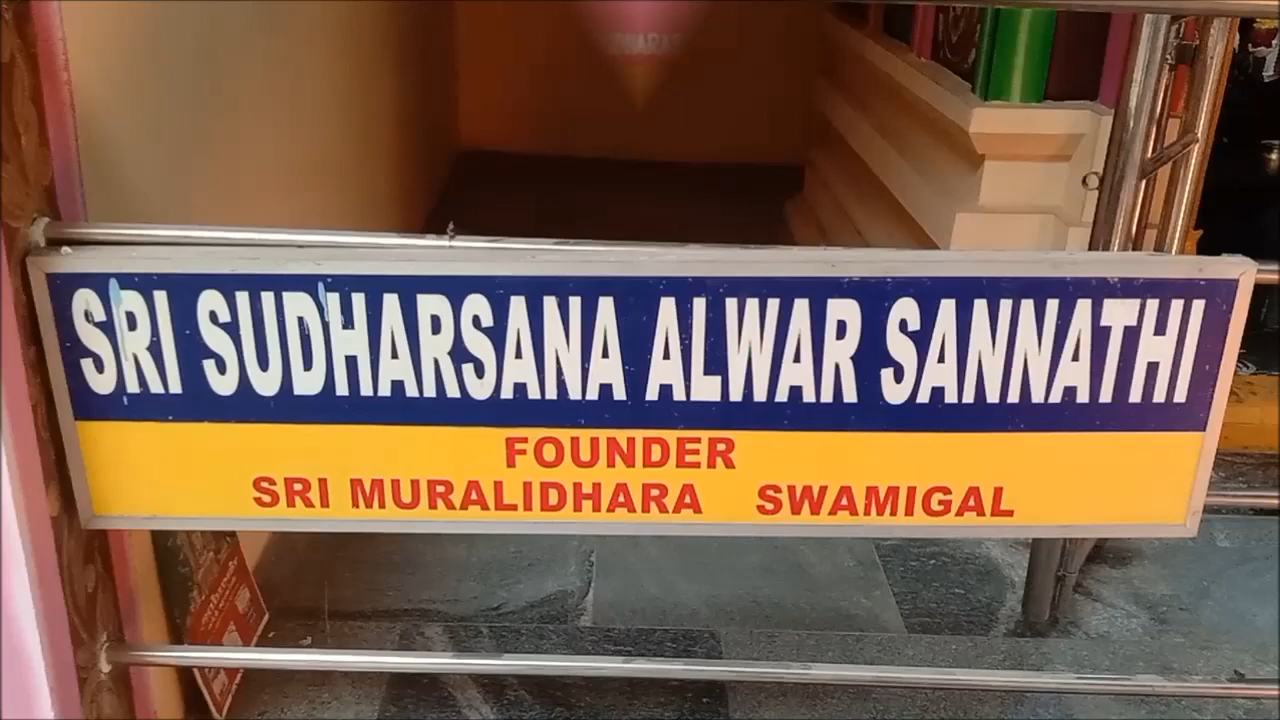 SRI SUDHARSANA ALWAR SANNATHI
FOUNDER
SRI MURALIDHARA SWAMIGAL